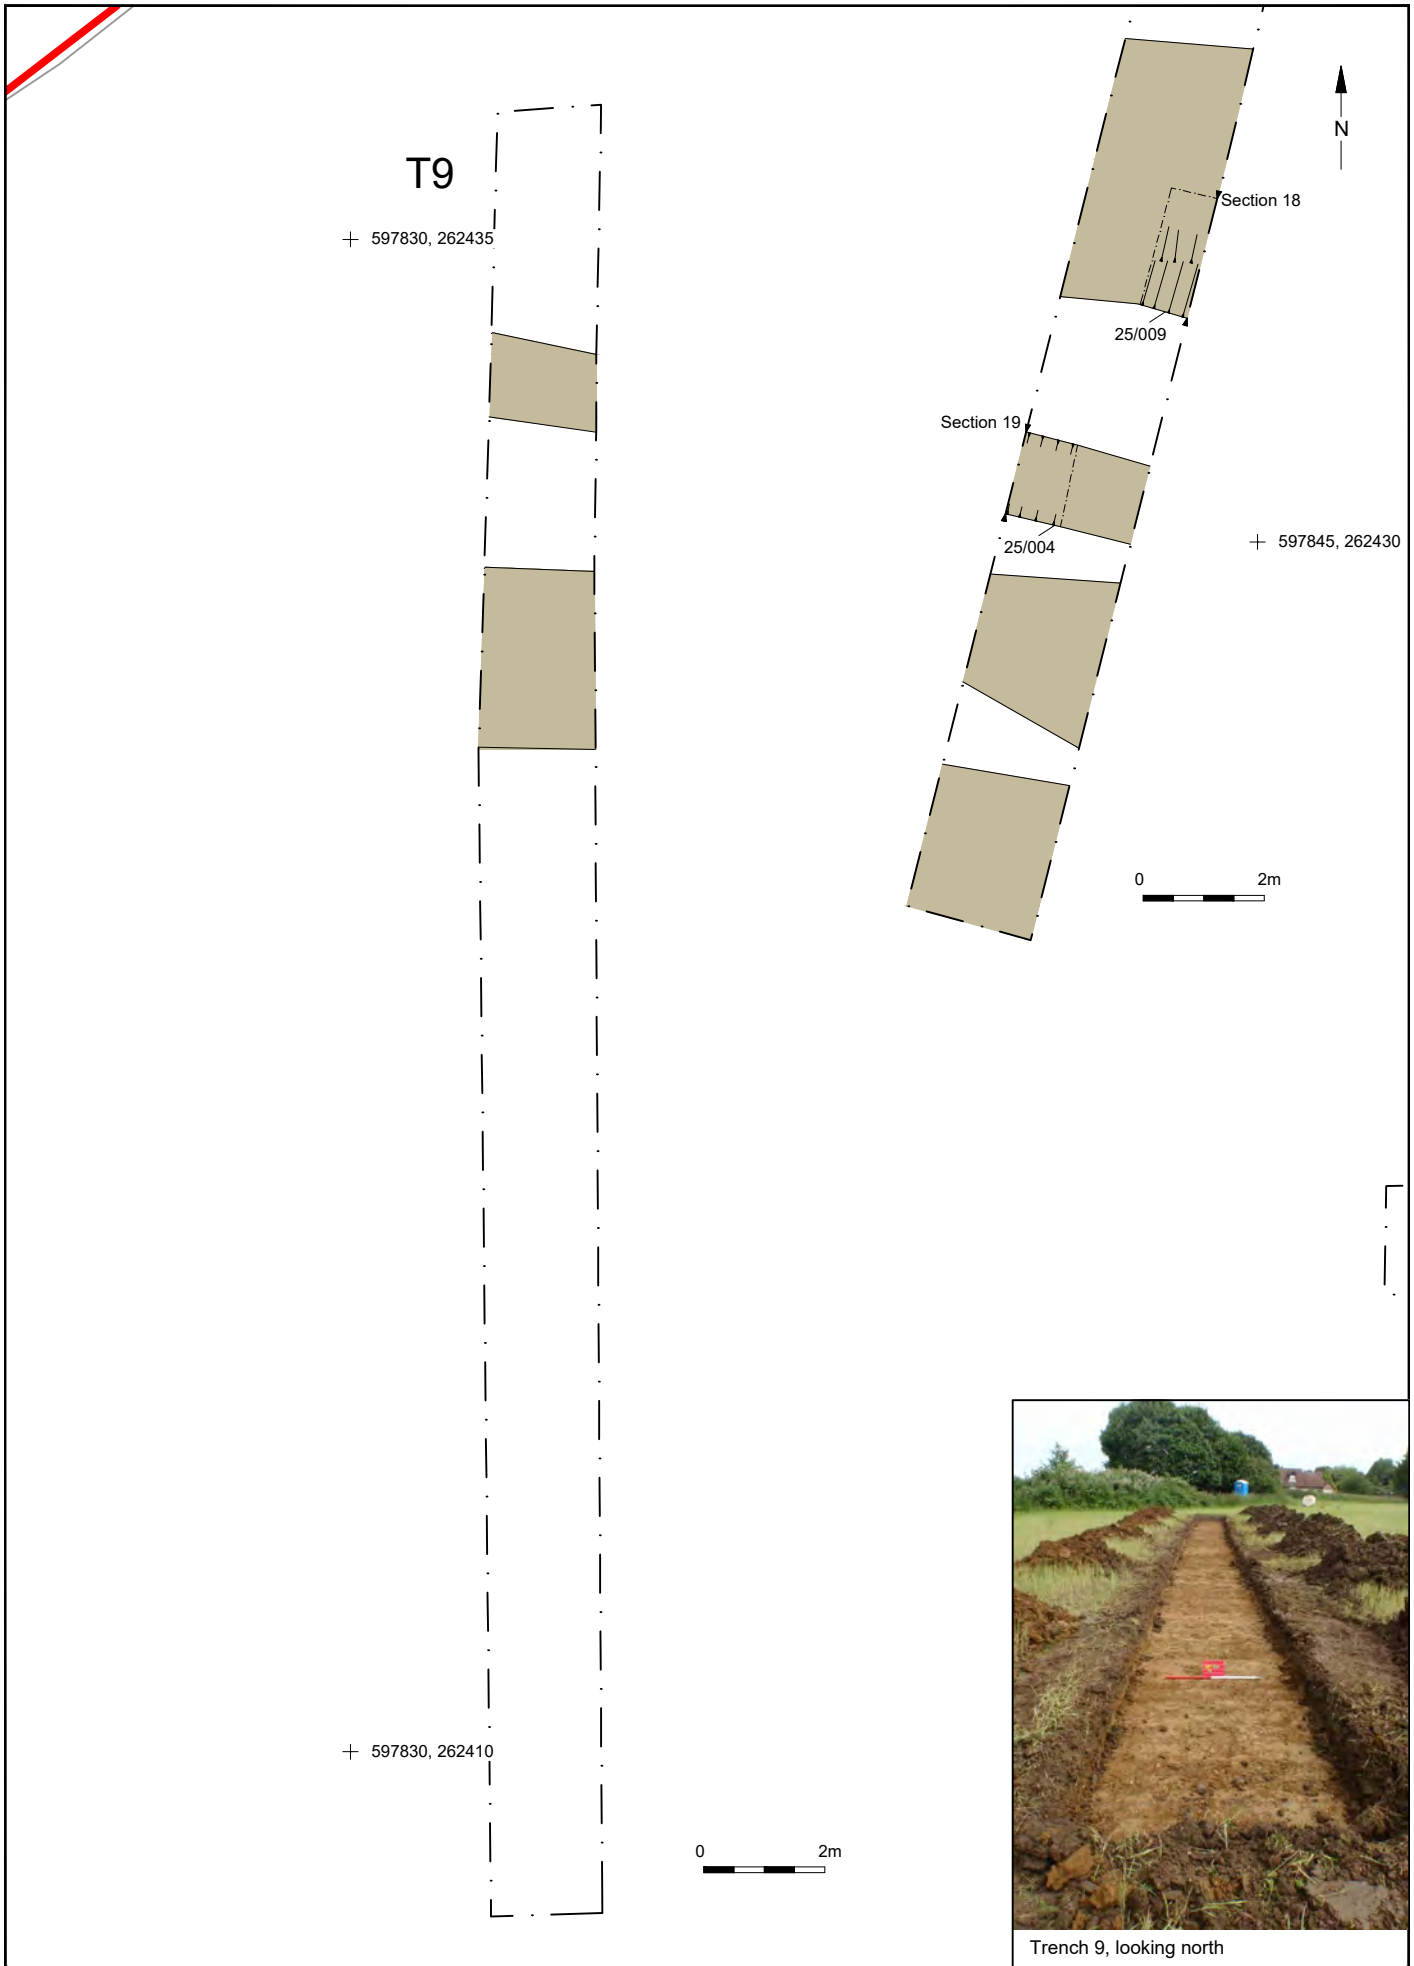 N
T9
Section 18
597830, 262435
25/009
Section 19
25/004
597845, 262430
0 2m
597830, 262410
0 2m
Trench 9, looking north